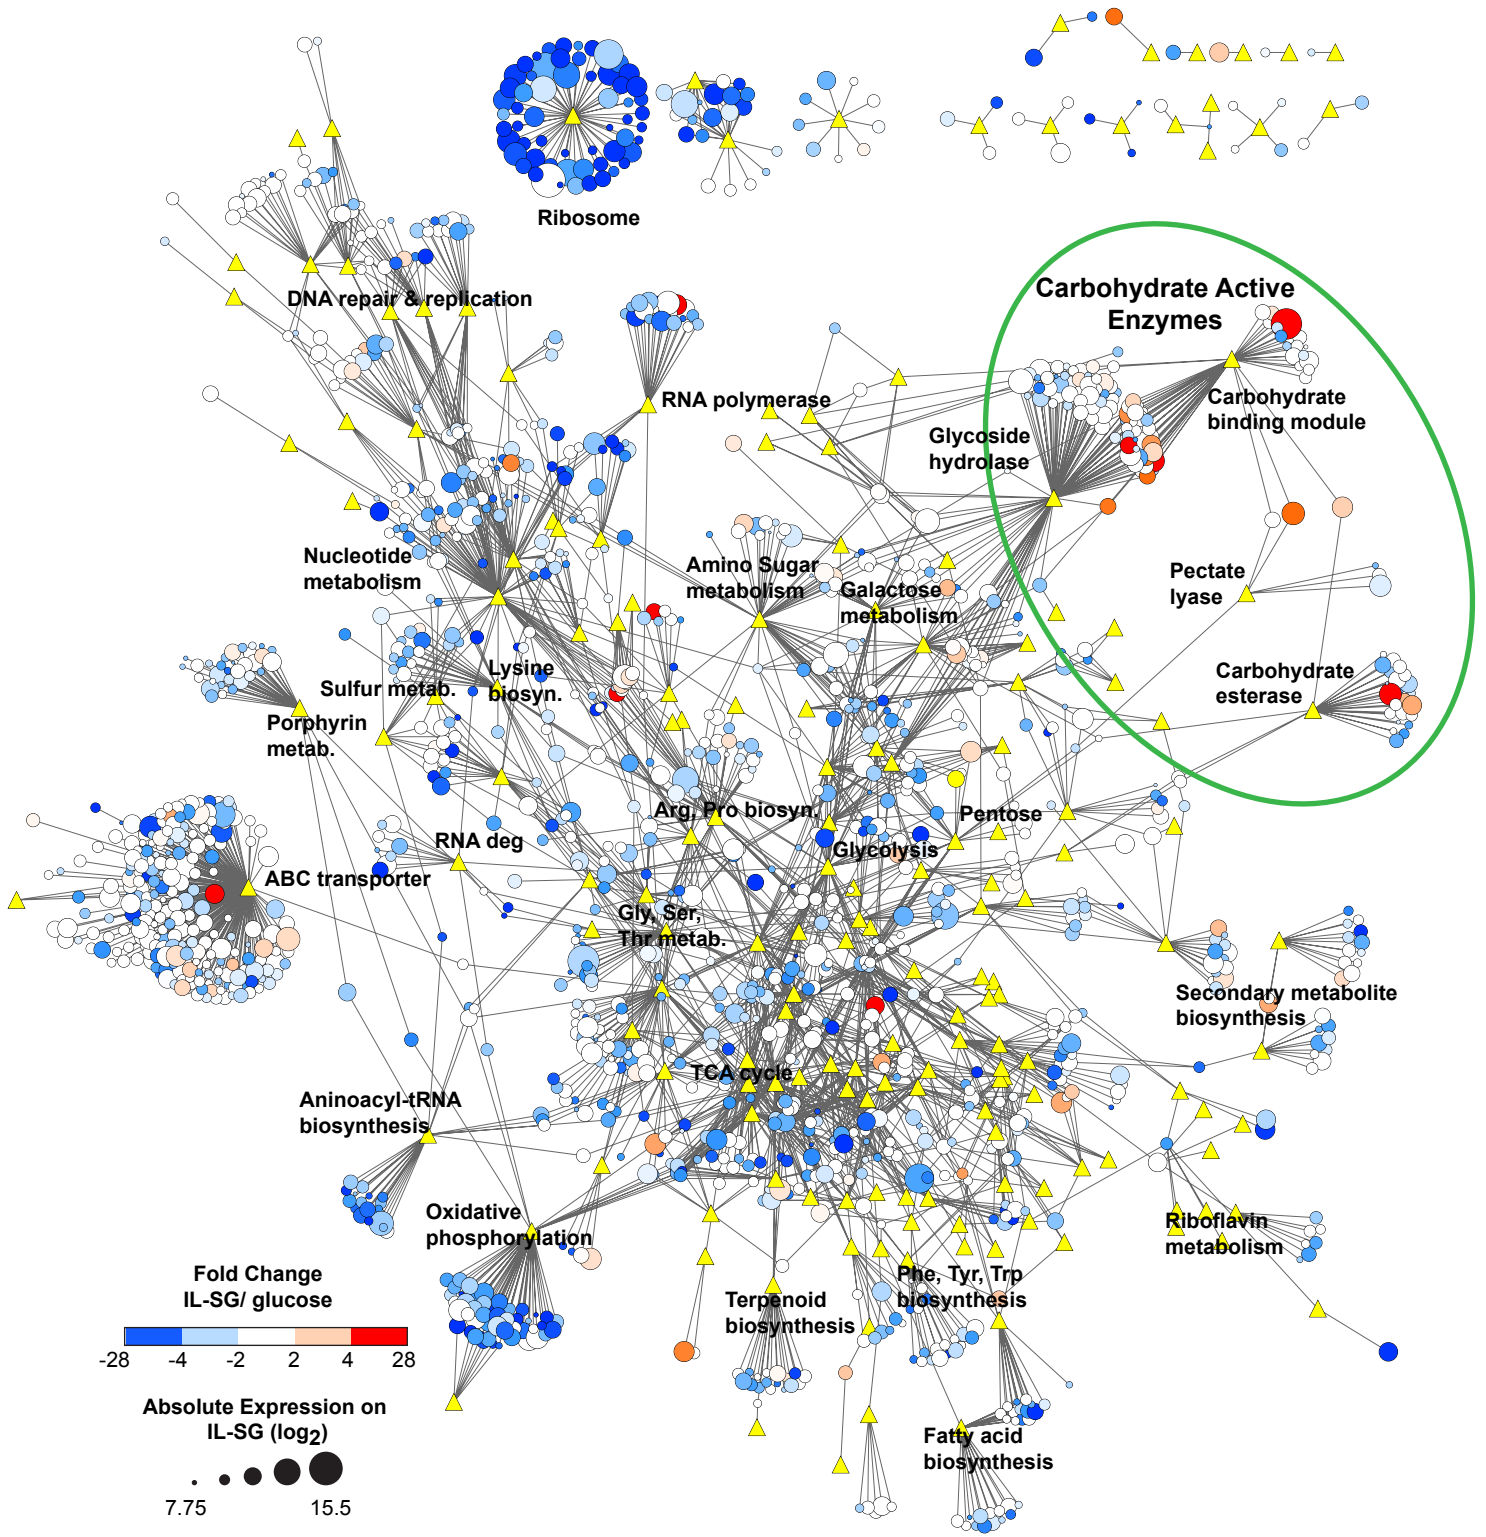 Ribosome
DNA repair & replication
Carbohydrate Active
Enzymes
RNA polymerase
Carbohydrate
binding module
Glycoside
hydrolase
Nucleotide
metabolism
Amino Sugar
metabolism
Galactose
metabolism
Pectate
lyase
Lysine
biosyn.
Sulfur metab.
Carbohydrate
esterase
Porphyrin
metab.
Arg, Pro biosyn.
Pentose
RNA deg
Glycolysis
ABC transporter
Gly, Ser,
Thr metab.
Secondary metabolite
biosynthesis
TCA cycle
Aninoacyl-tRNA
biosynthesis
Oxidative
phosphorylation
Riboflavin
metabolism
Fold Change
IL-SG/ glucose
-28 -4 -2 2 4 28
Terpenoid
biosynthesis
Phe, Tyr, Trp
biosynthesis
Absolute Expression on
IL-SG (log2)
7.75 15.5
Fatty acid
biosynthesis